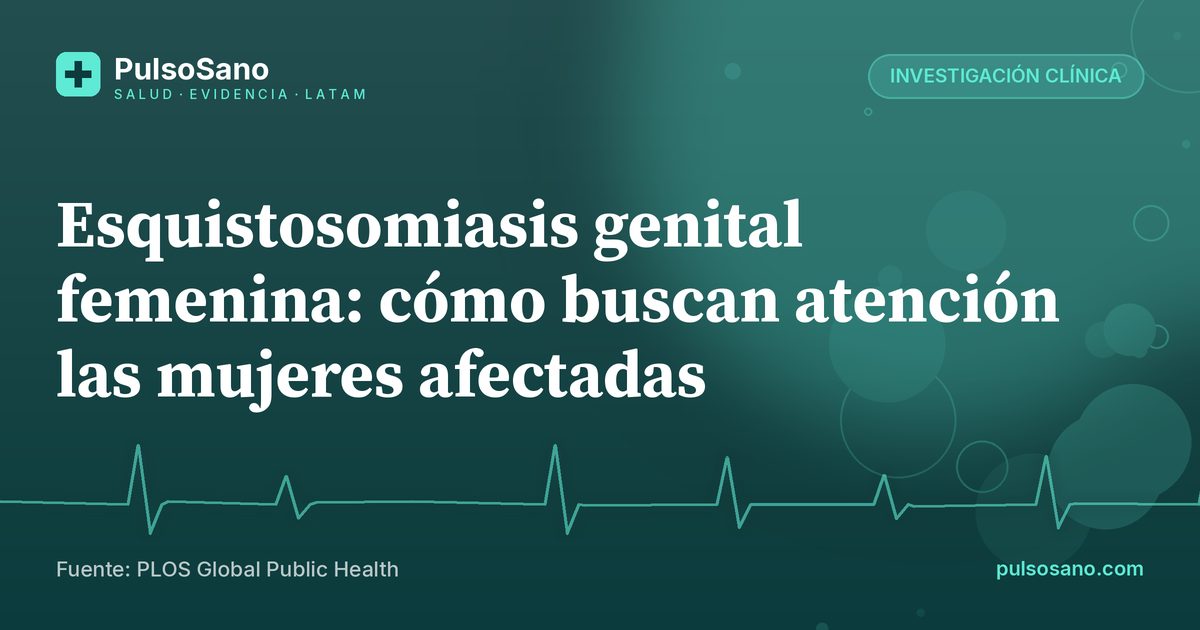 PulsoSano
SALUD · EVIDENCIA · LATAM
INVESTIGACIÓN CLÍNICA
Esquistosomiasis genital
femenina: cómo buscan atención
las mujeres afectadas
Fuente: PLOS Global Public Health
pulsosano.com